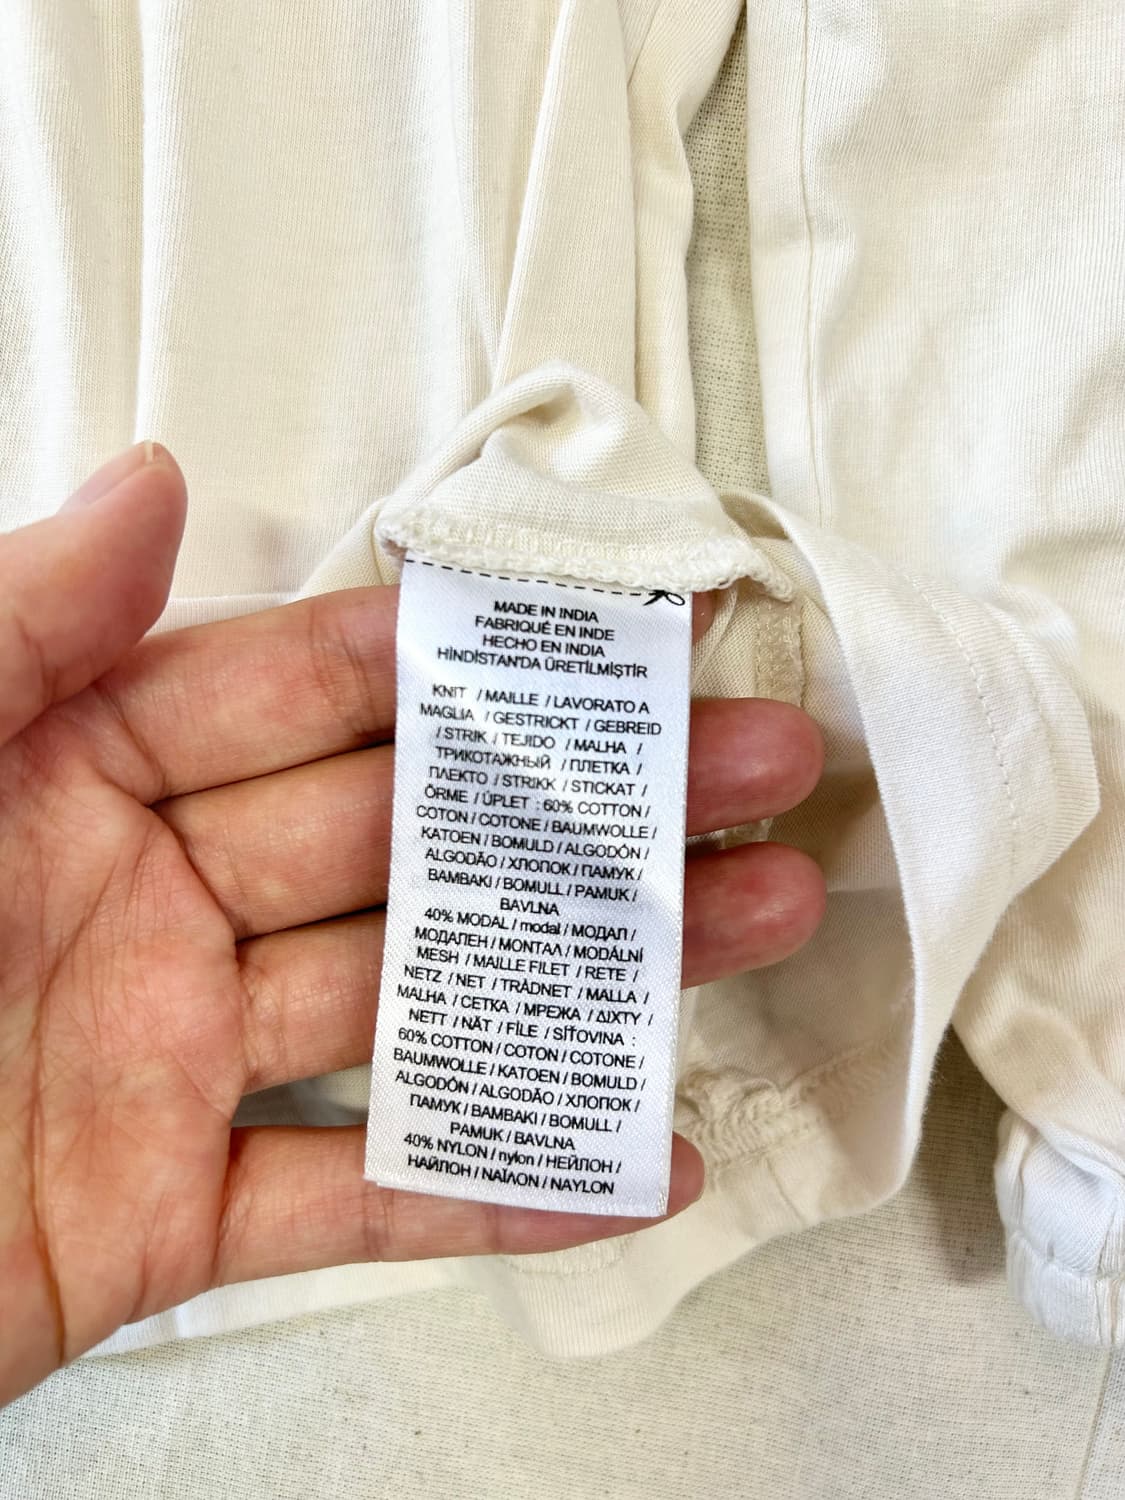 MADE IN INDIA
FABRIQUÉ EN INDE
HECHO EN INDIA
HİNDİSTAN'DA ÜRETİLMİŞTİR
KNIT / MAILLE / LAVORATO A
MAGLIA / GESTRICKT / GEBREID
/ STRIK / TEJIDO / MALHA /
ТРИКОТАЖНЫЙ / ПЛЕТКА /
ΠΛΕΚΤΟ / STRIKK / STICKAT /
ÖRME / ÚPLET : 60% COTTON /
COTON / COTONE / BAUMWOLLE /
KATOEN / BOMULD / ALGODÓN /
ALGODÃO / ХЛОПОК / ПАМУК /
ΒΑΜΒΑΚΙ / BOMULL / PAMUK /
BAVLNA
40% MODAL / modal / МОДАЛ /
МОДАЛЕН / ΜΟΝΤΑΛ / MODÁLNÍ
MESH / MAILLE FILET / RETE /
NETZ / NET / TRÅDNET / MALLA /
MALHA / СЕТКА / МРЕЖА / ΔΙΧΤΥ /
NETT / NÄT / FİLE / SÍŤOVINA :
60% COTTON / COTON / COTONE /
BAUMWOLLE / KATOEN / BOMULD /
ALGODÓN / ALGODÃO / ХЛОПОК /
ПАМУК / ΒΑΜΒΑΚΙ / BOMULL /
PAMUK / BAVLNA
40% NYLON / nylon / НЕЙЛОН /
НАЙЛОН / ΝΑΪΛΟΝ / NAYLON